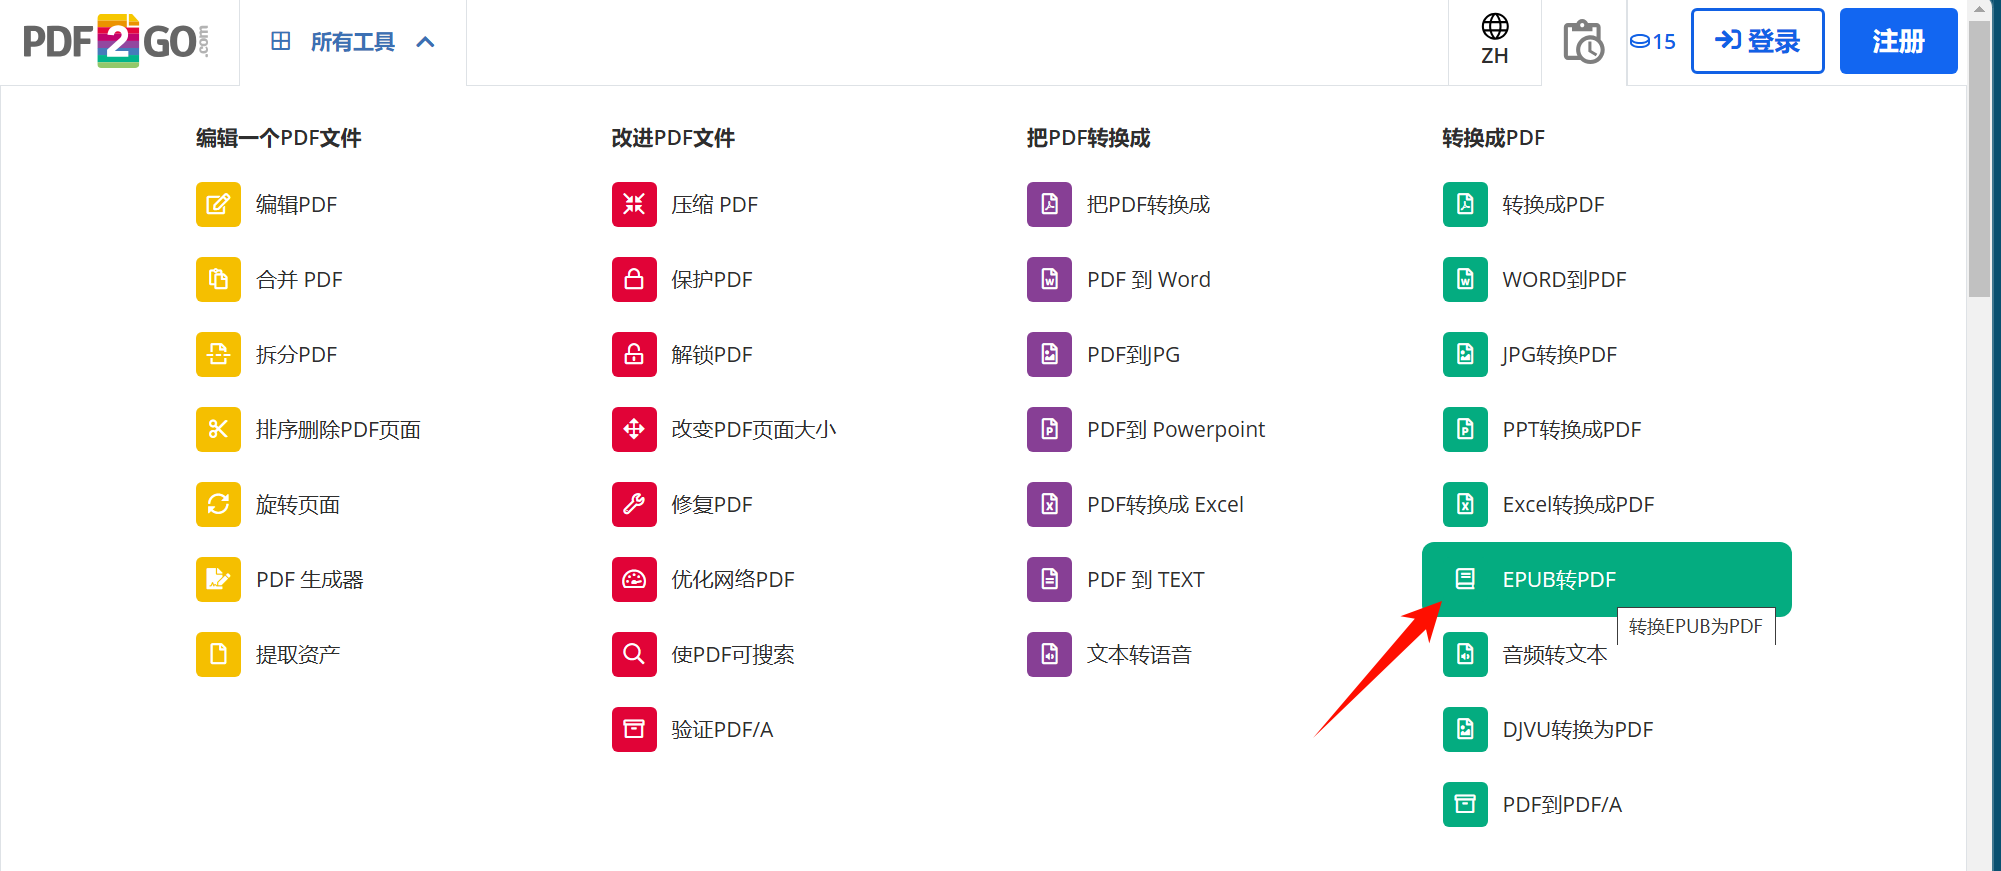 PDF2GO.com
所有工具
ZH
15
登录
注册
编辑一个PDF文件
编辑PDF
合并 PDF
拆分PDF
排序删除PDF页面
旋转页面
PDF 生成器
提取资产
改进PDF文件
压缩 PDF
保护PDF
解锁PDF
改变PDF页面大小
修复PDF
优化网络PDF
使PDF可搜索
验证PDF/A
把PDF转换成
把PDF转换成
PDF 到 Word
PDF到JPG
PDF到 Powerpoint
PDF转换成 Excel
PDF 到 TEXT
文本转语音
转换成PDF
转换成PDF
WORD到PDF
JPG转换PDF
PPT转换成PDF
Excel转换成PDF
EPUB转PDF
转换EPUB为PDF
音频转文本
DJVU转换为PDF
PDF到PDF/A